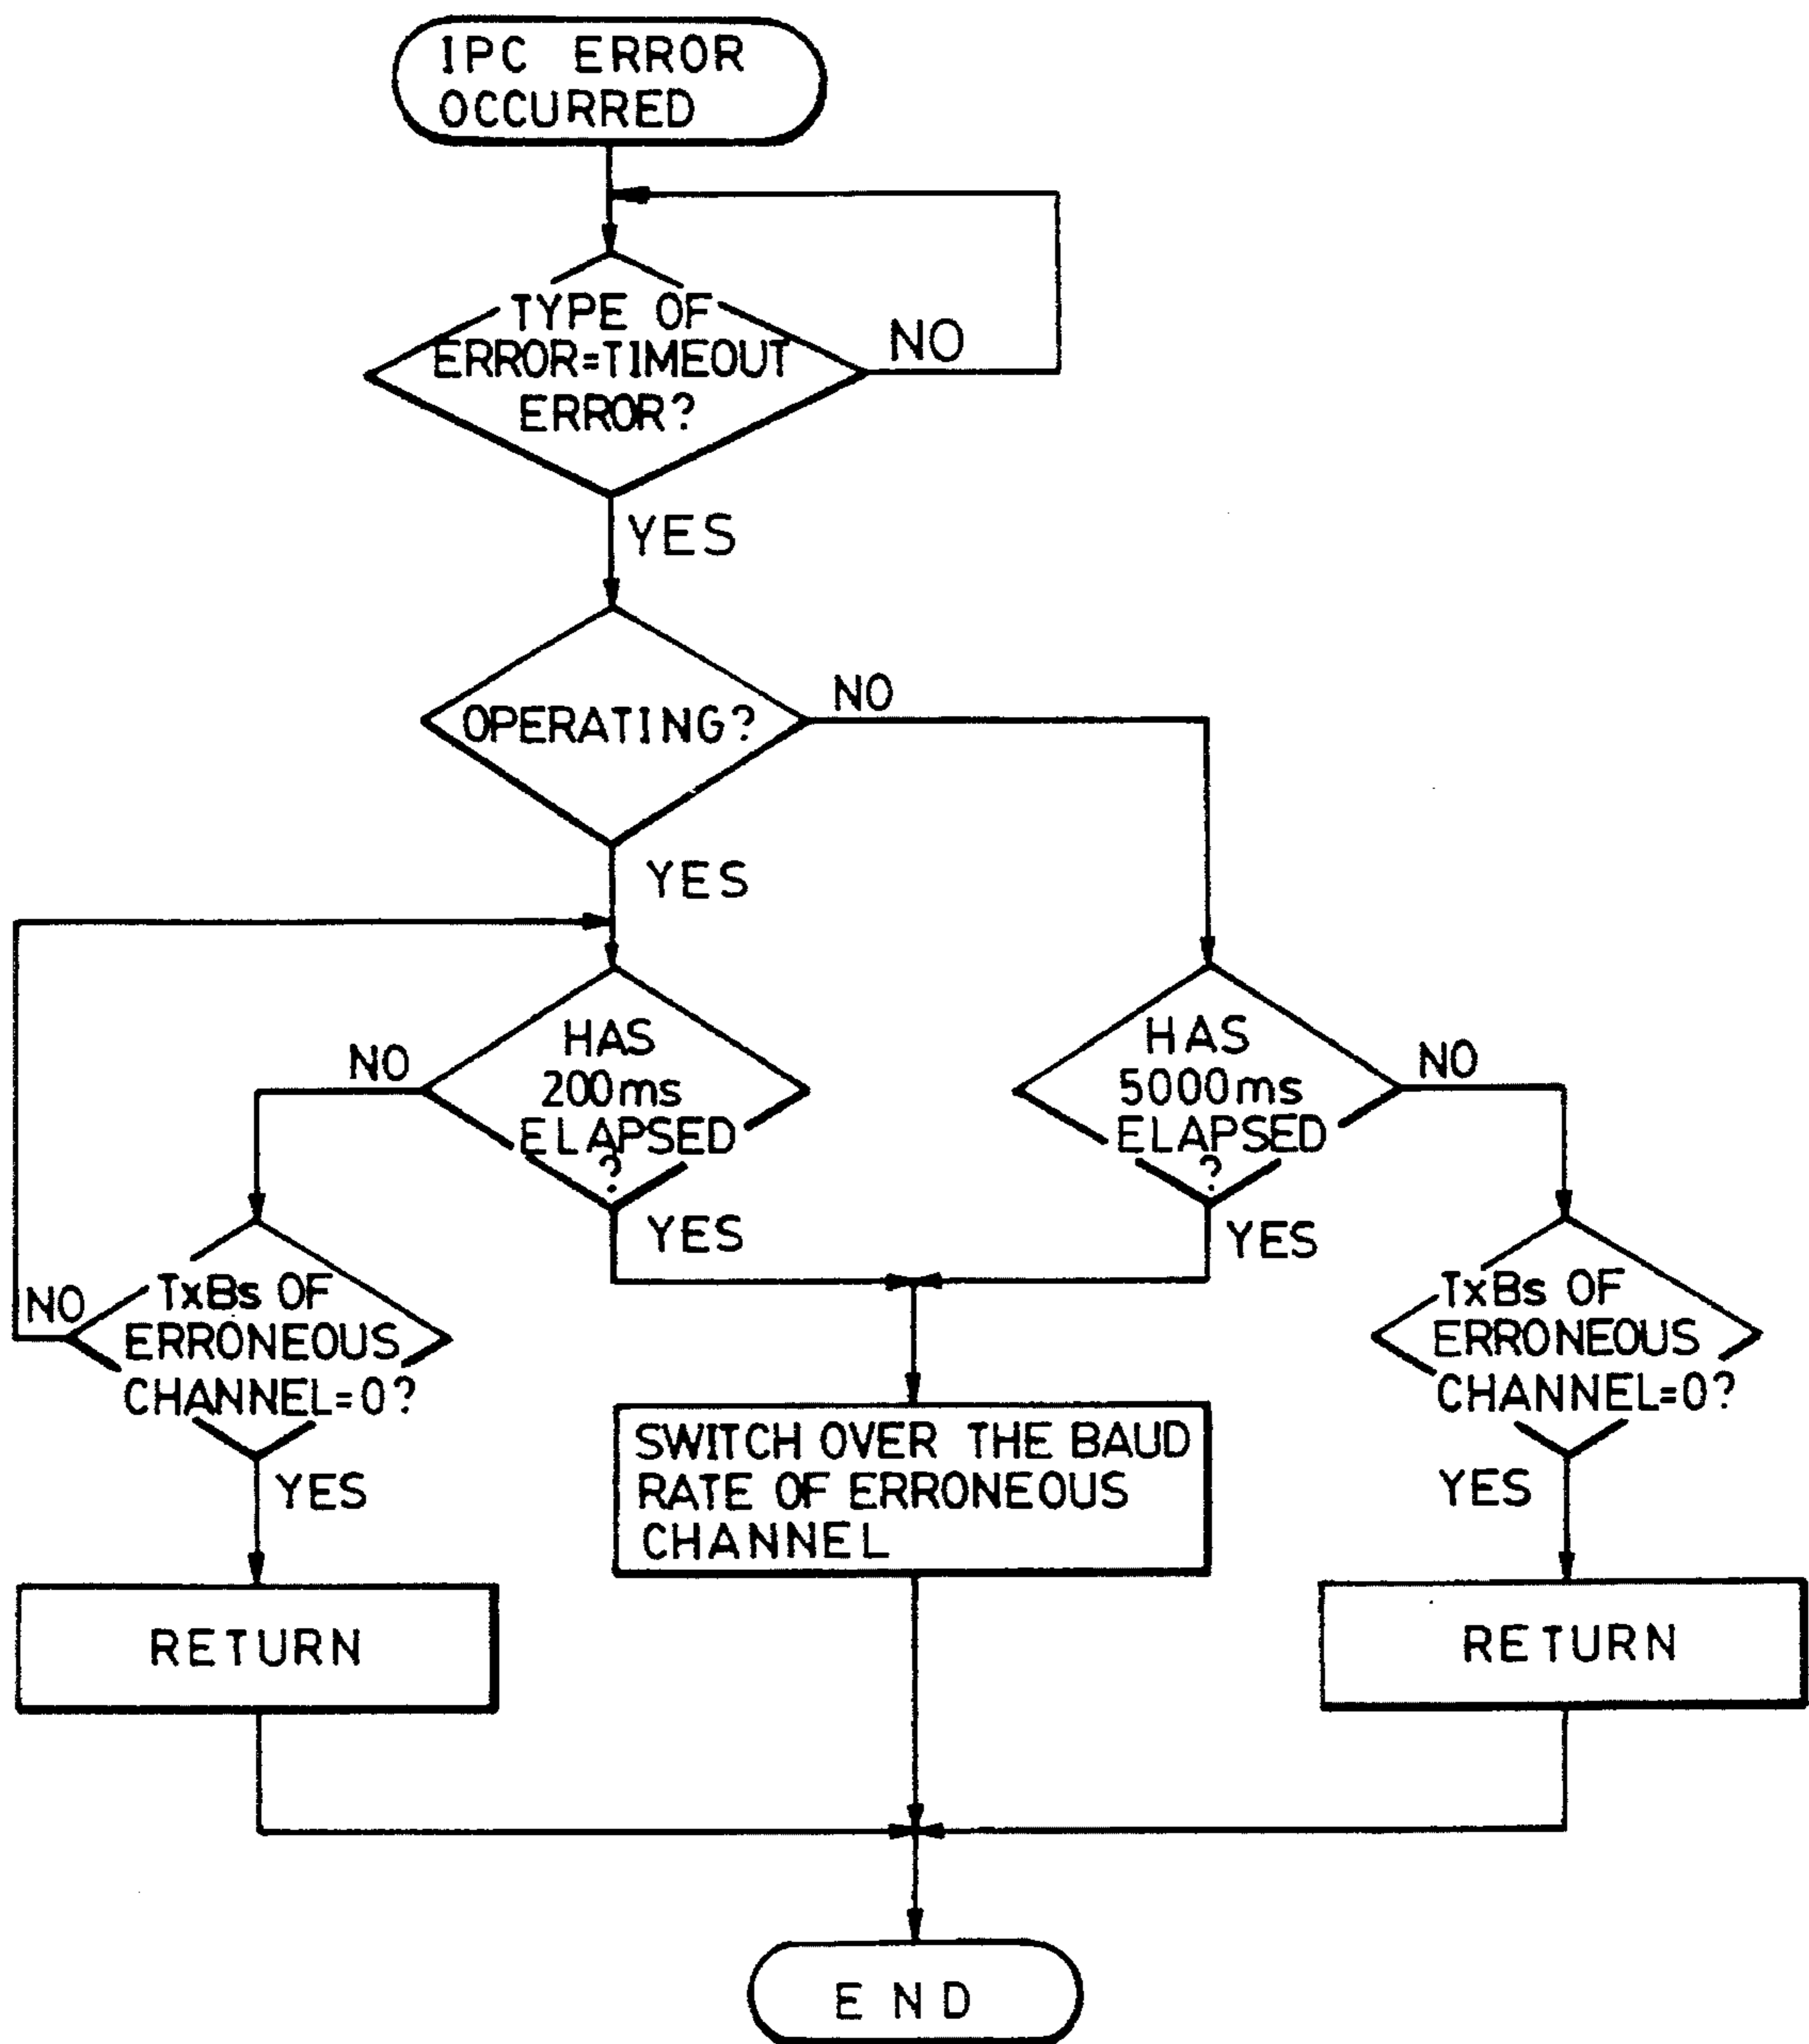 IPC ERROR
OCCURRED
TYPE OF
ERROR=TIMEOUT
ERROR?
NO
YES
OPERATING?
NO
YES
HAS
200ms
ELAPSED
?
NO
YES
HAS
5000ms
ELAPSED
?
NO
YES
TxBs OF
ERRONEOUS
CHANNEL=0?
NO
YES
SWITCH OVER THE BAUD
RATE OF ERRONEOUS
CHANNEL
TxBs OF
ERRONEOUS
CHANNEL=0?
YES
RETURN
RETURN
END